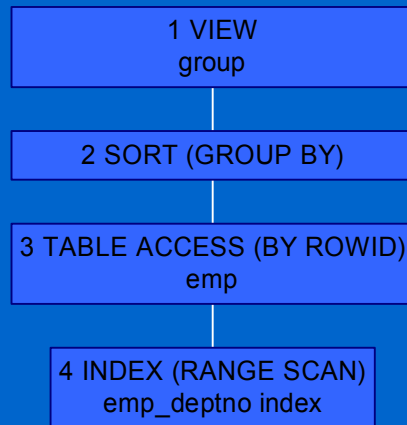 1 VIEW
group
2 SORT (GROUP BY)
3 TABLE ACCESS (BY ROWID)
emp
4 INDEX (RANGE SCAN)
emp_deptno index